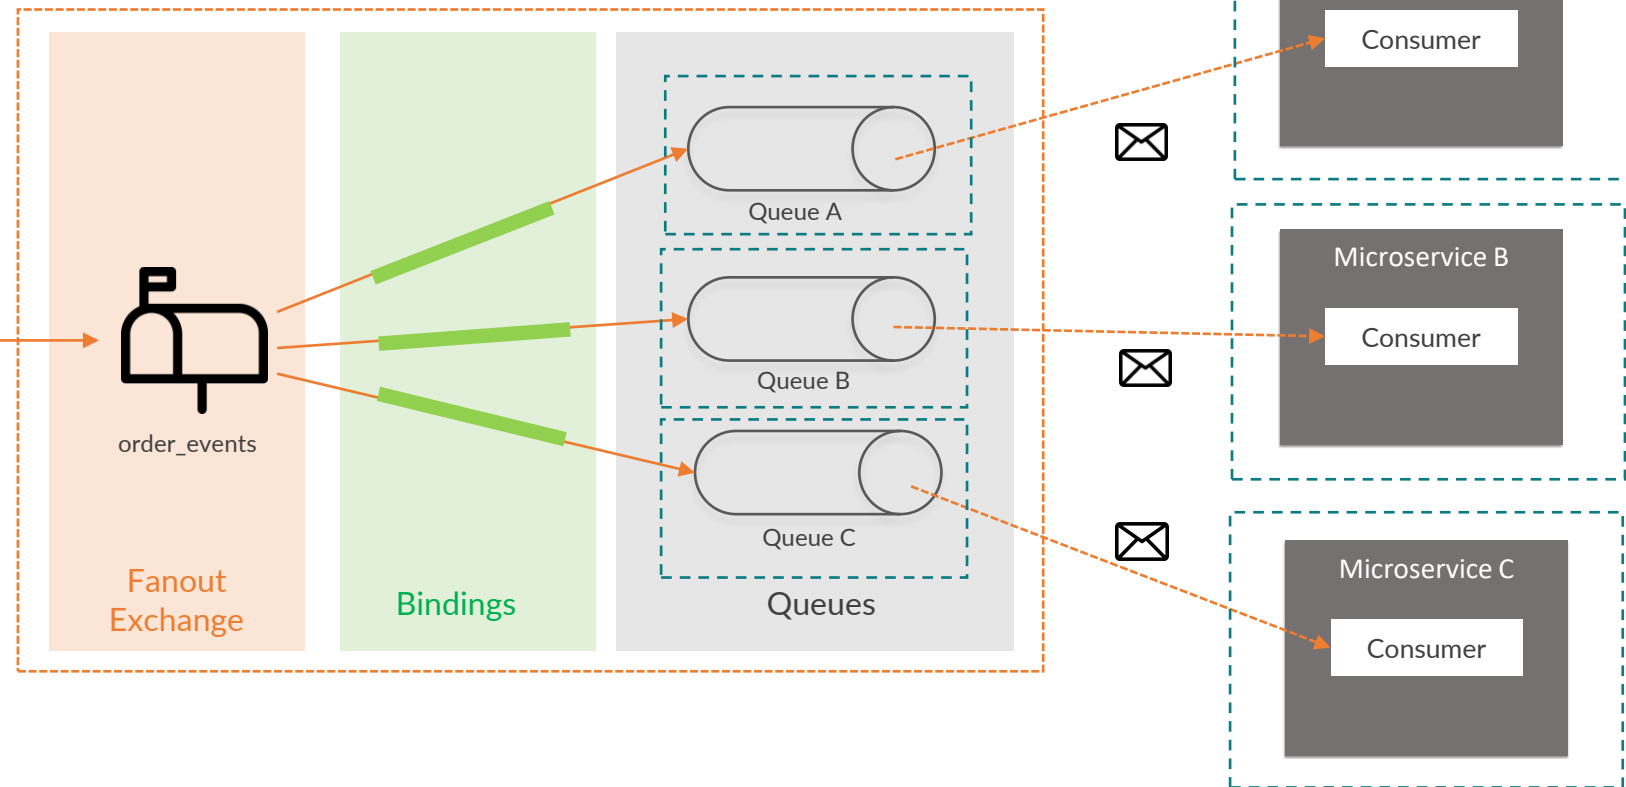 order_events
Fanout
Exchange
Bindings
Queue A
Queue B
Queue C
Queues
Consumer
Microservice B
Consumer
Microservice C
Consumer